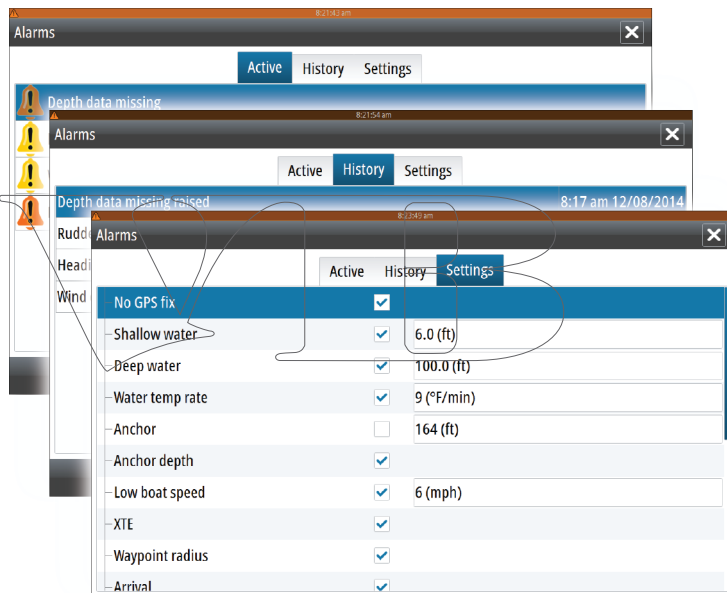 8:21:43 am
Alarms
Active History Settings
Depth data missing
8:21:54 am
Alarms
Active History Settings
Depth data missing raised 8:17 am 12/08/2014
Rudde
Headi
Wind
8:23:49 am
Alarms
Active History Settings
No GPS fix
Shallow water 6.0 (ft)
Deep water 100.0 (ft)
Water temp rate 9 (°F/min)
Anchor 164 (ft)
Anchor depth
Low boat speed 6 (mph)
XTE
Waypoint radius
Arrival